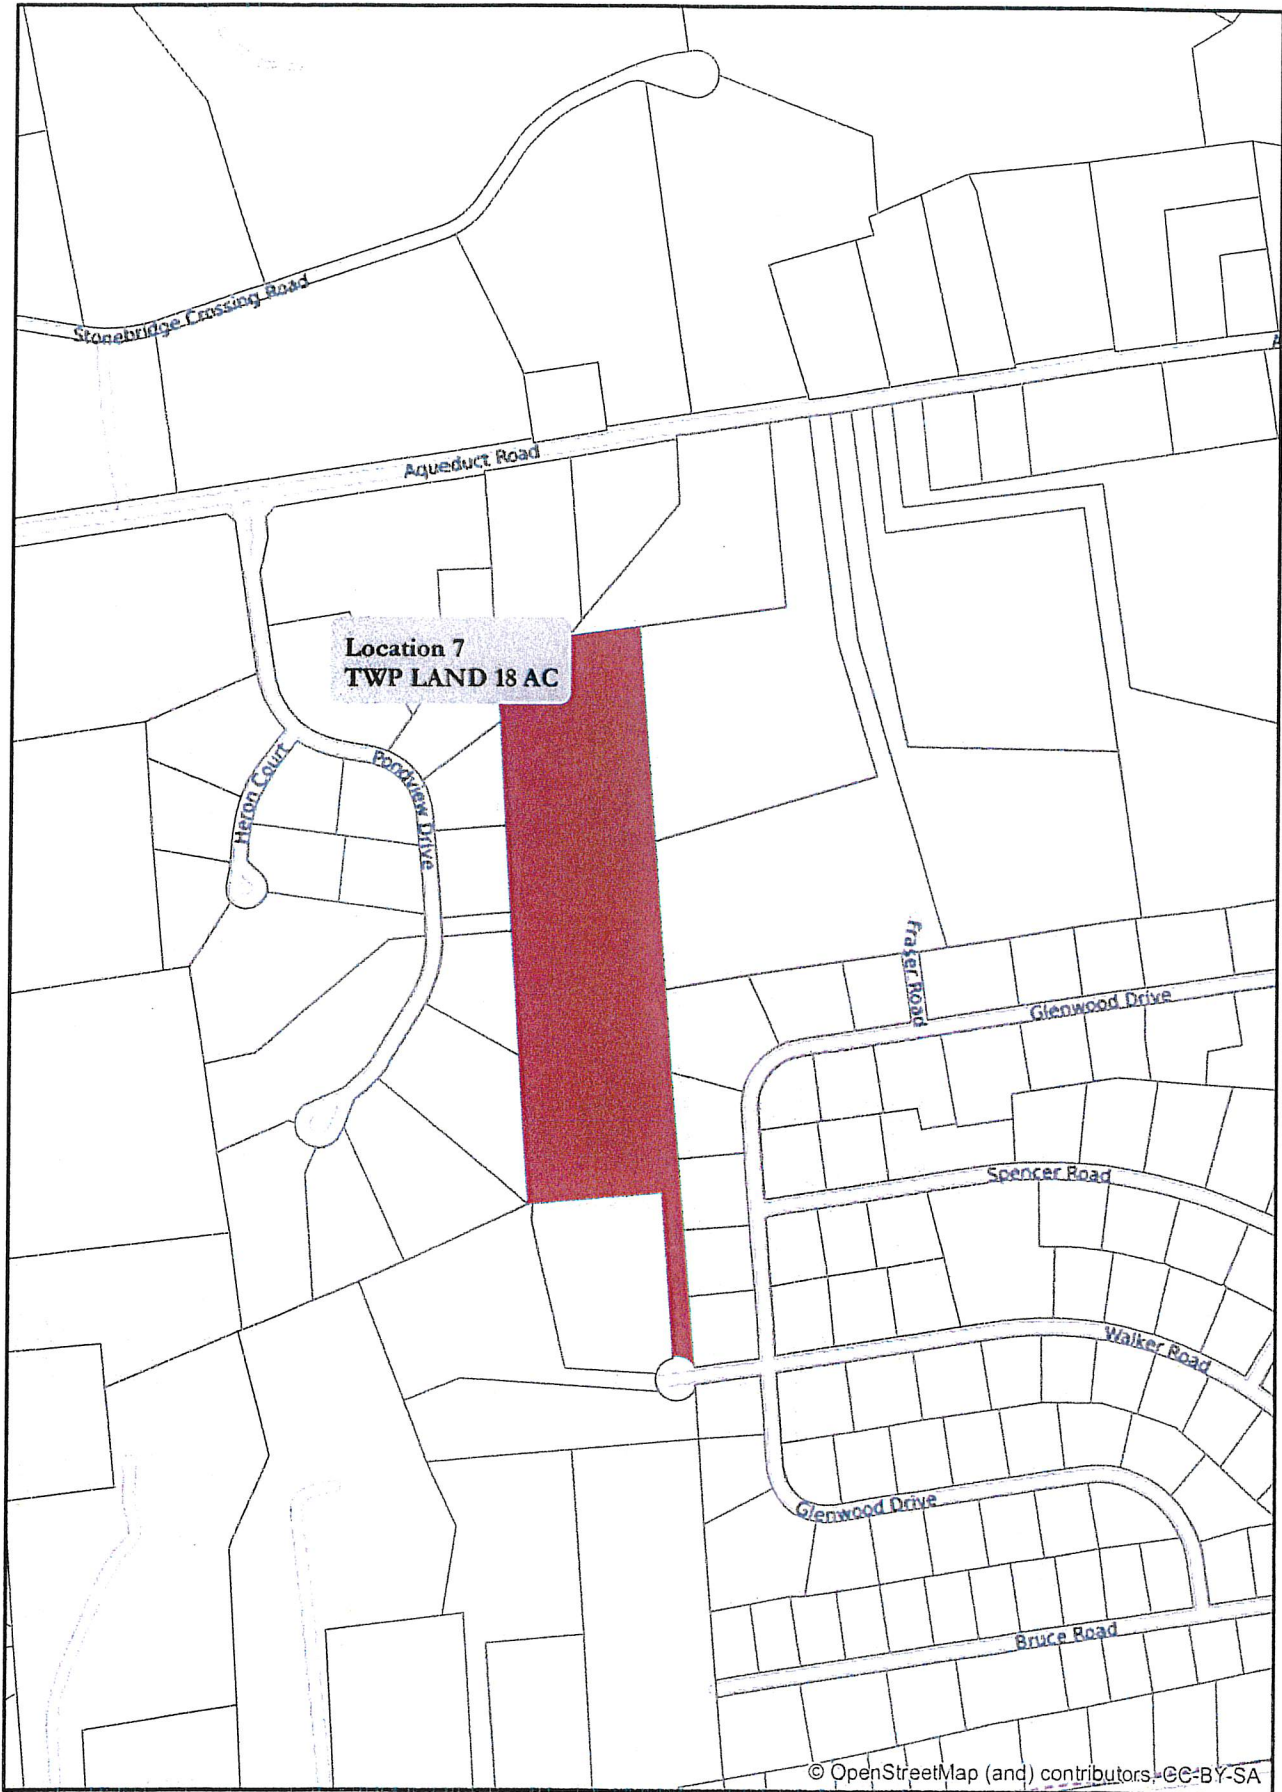 Stonebridge Crossing Road
Aqueduct Road
Location 7
TWP LAND 18 AC
Heron Court
Pondview Drive
Fraser Road
Glenwood Drive
Spencer Road
Walker Road
Glenwood Drive
Bruce Road
© OpenStreetMap (and) contributors, CC-BY-SA